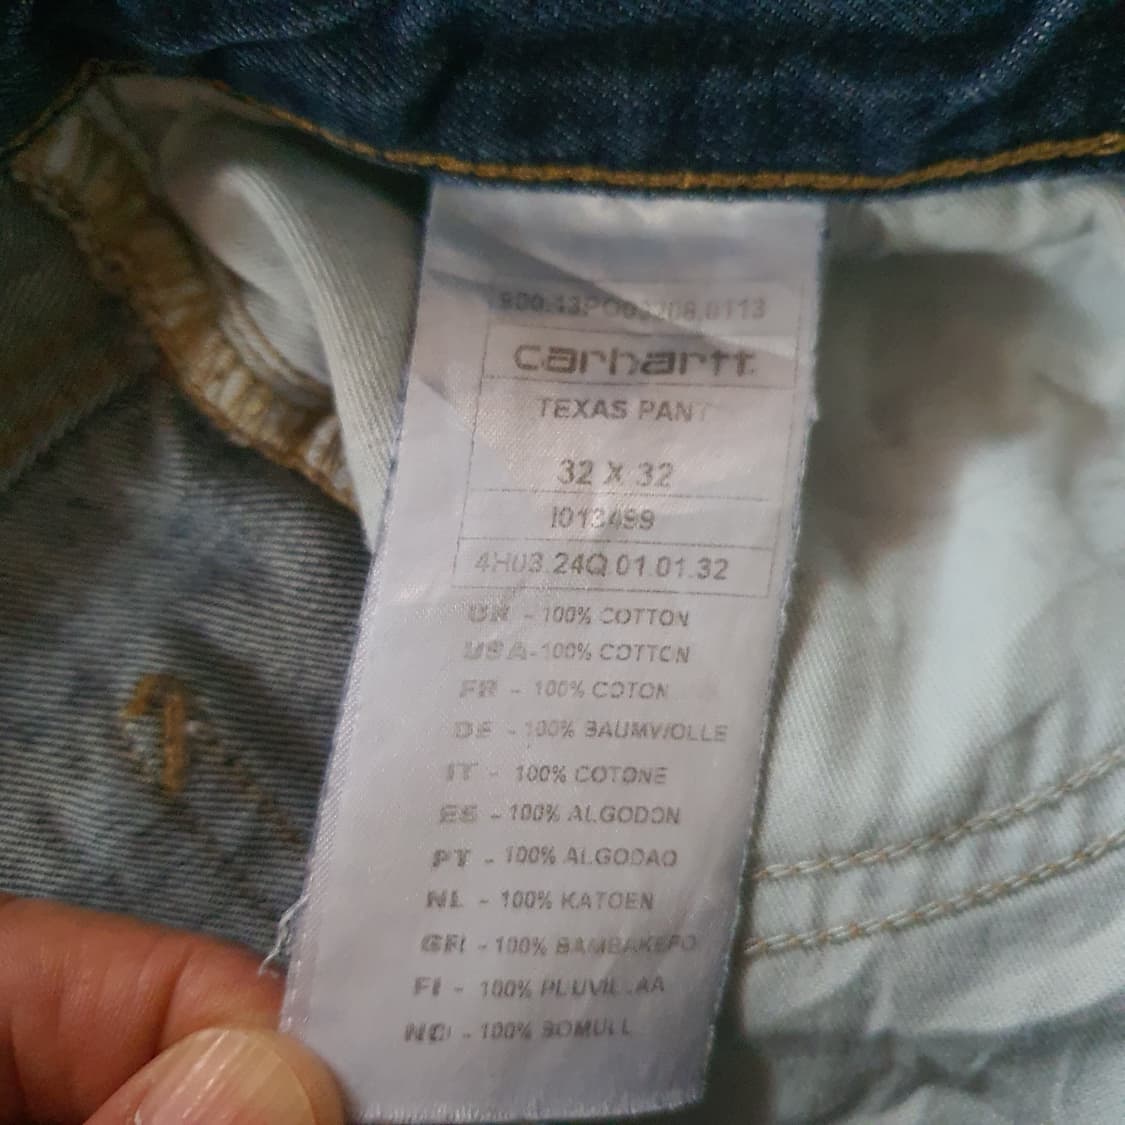 carhartt
TEXAS PANT
32 X 32
I013499
4H03.24Q.01.01.32
UK - 100% COTTON
USA-100% COTTON
FR - 100% COTON
DE - 100% BAUMWOLLE
IT - 100% COTONE
ES - 100% ALGODON
PT - 100% ALGODAO
NL - 100% KATOEN
- 100% BAMBAKEPO
FI - 100%
NO - 100% BOMULL